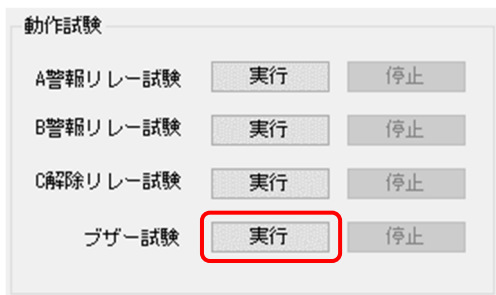 動作試験
A警報リレー試験 実行 停止
B警報リレー試験 実行 停止
C解除リレー試験 実行 停止
ブザー試験 実行 停止